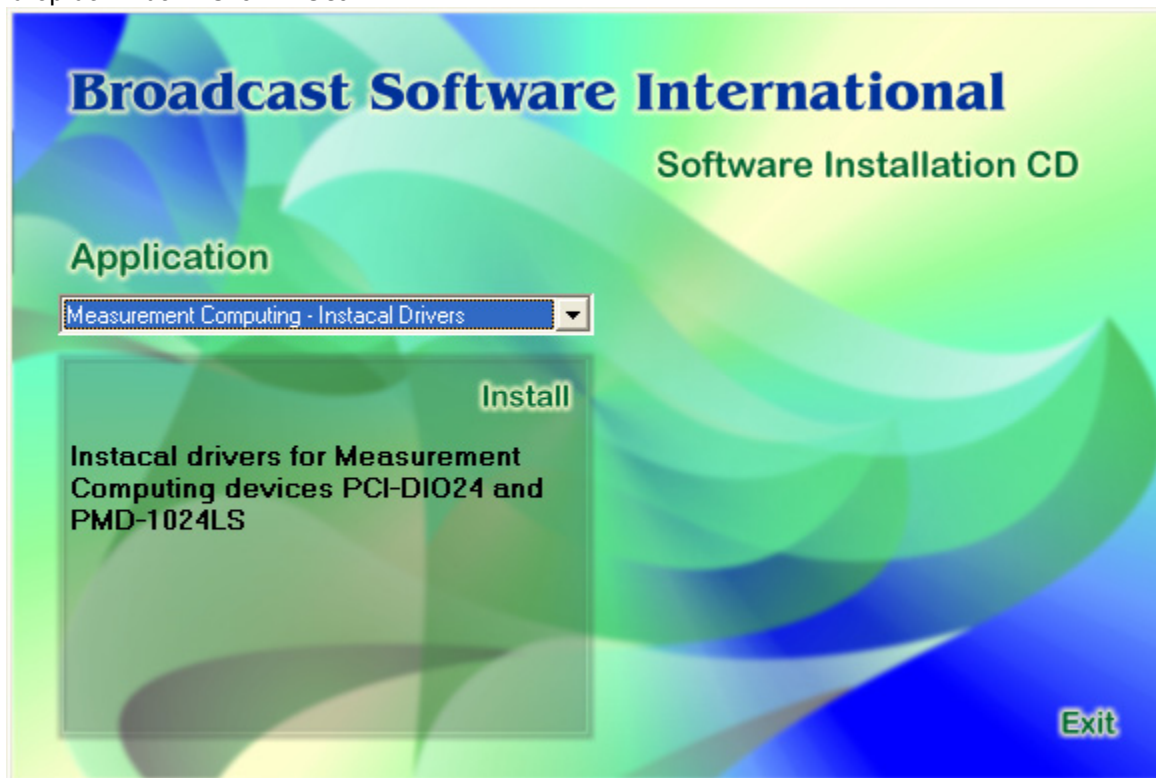 Broadcast Software International
Software Installation CD
Application
Measurement Computing - Instacal Drivers
Install
Instacal drivers for Measurement
Computing devices PCI-DIO24 and
PMD-1024LS
Exit